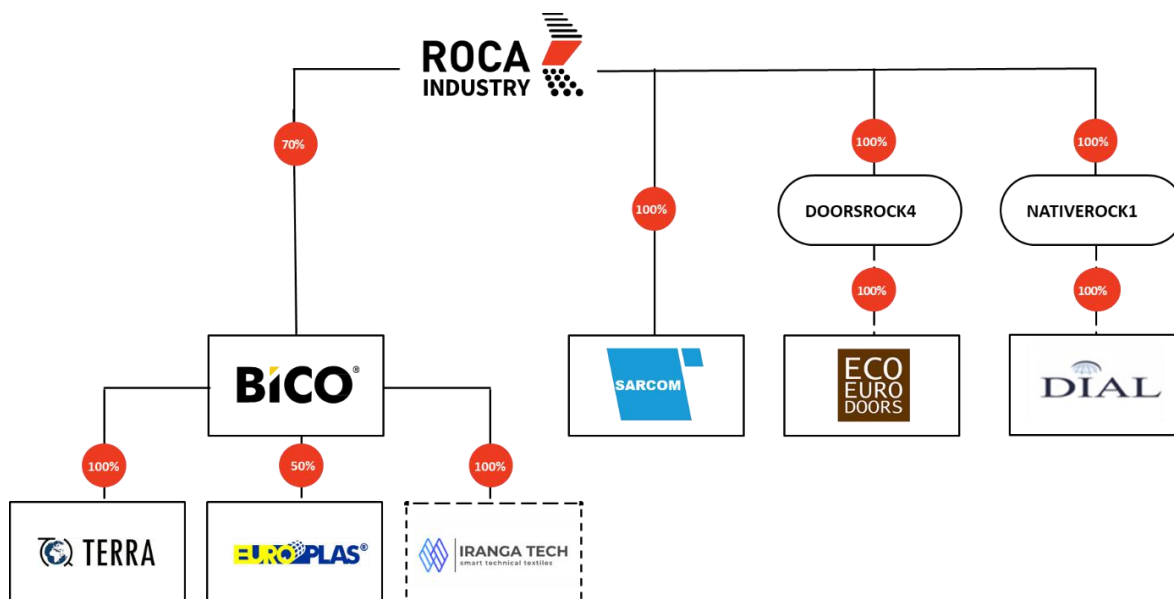 ROCA
INDUSTRY
70%
100%
100%
100%
DOORSROCK4
NATIVEROCK1
100%
100%
BICO®
SARCOM
ECO
EURO
DOORS
DIAL
100%
50%
100%
TERRA
EUROPLAS®
IRANGA TECH
smart technical textiles